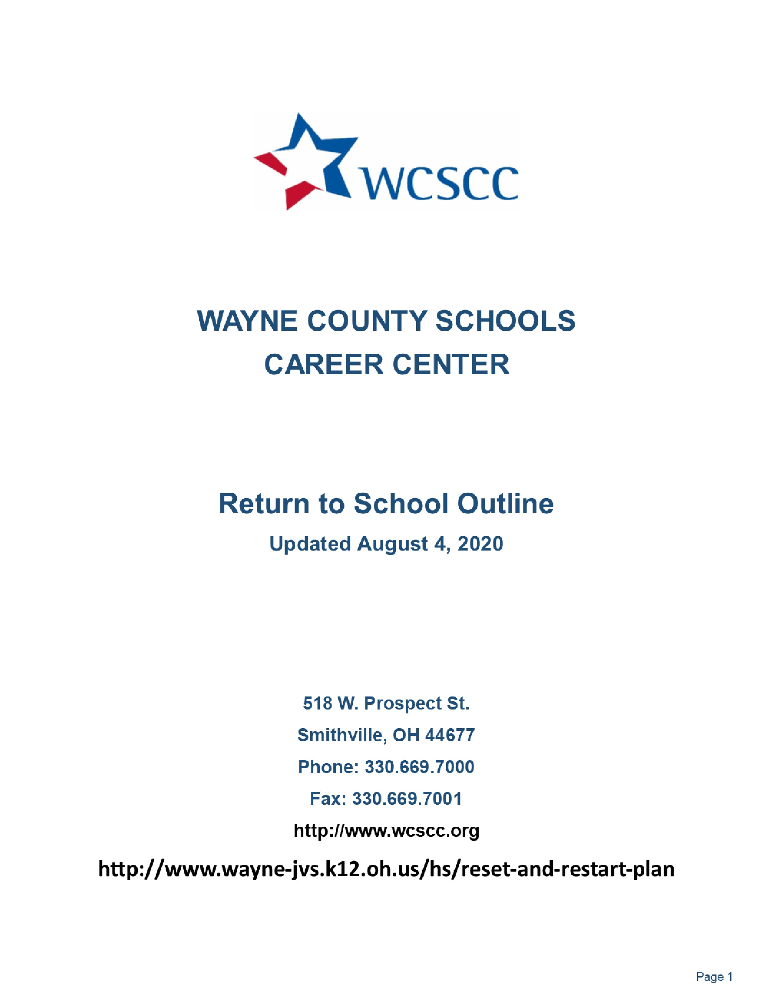 WCSCC
WAYNE COUNTY SCHOOLS
CAREER CENTER
Return to School Outline
Updated August 4, 2020
518 W. Prospect St.
Smithville, OH 44677
Phone: 330.669.7000
Fax: 330.669.7001
http://www.wcscc.org
http://www.wayne-jvs.k12.oh.us/hs/reset-and-restart-plan
Page 1